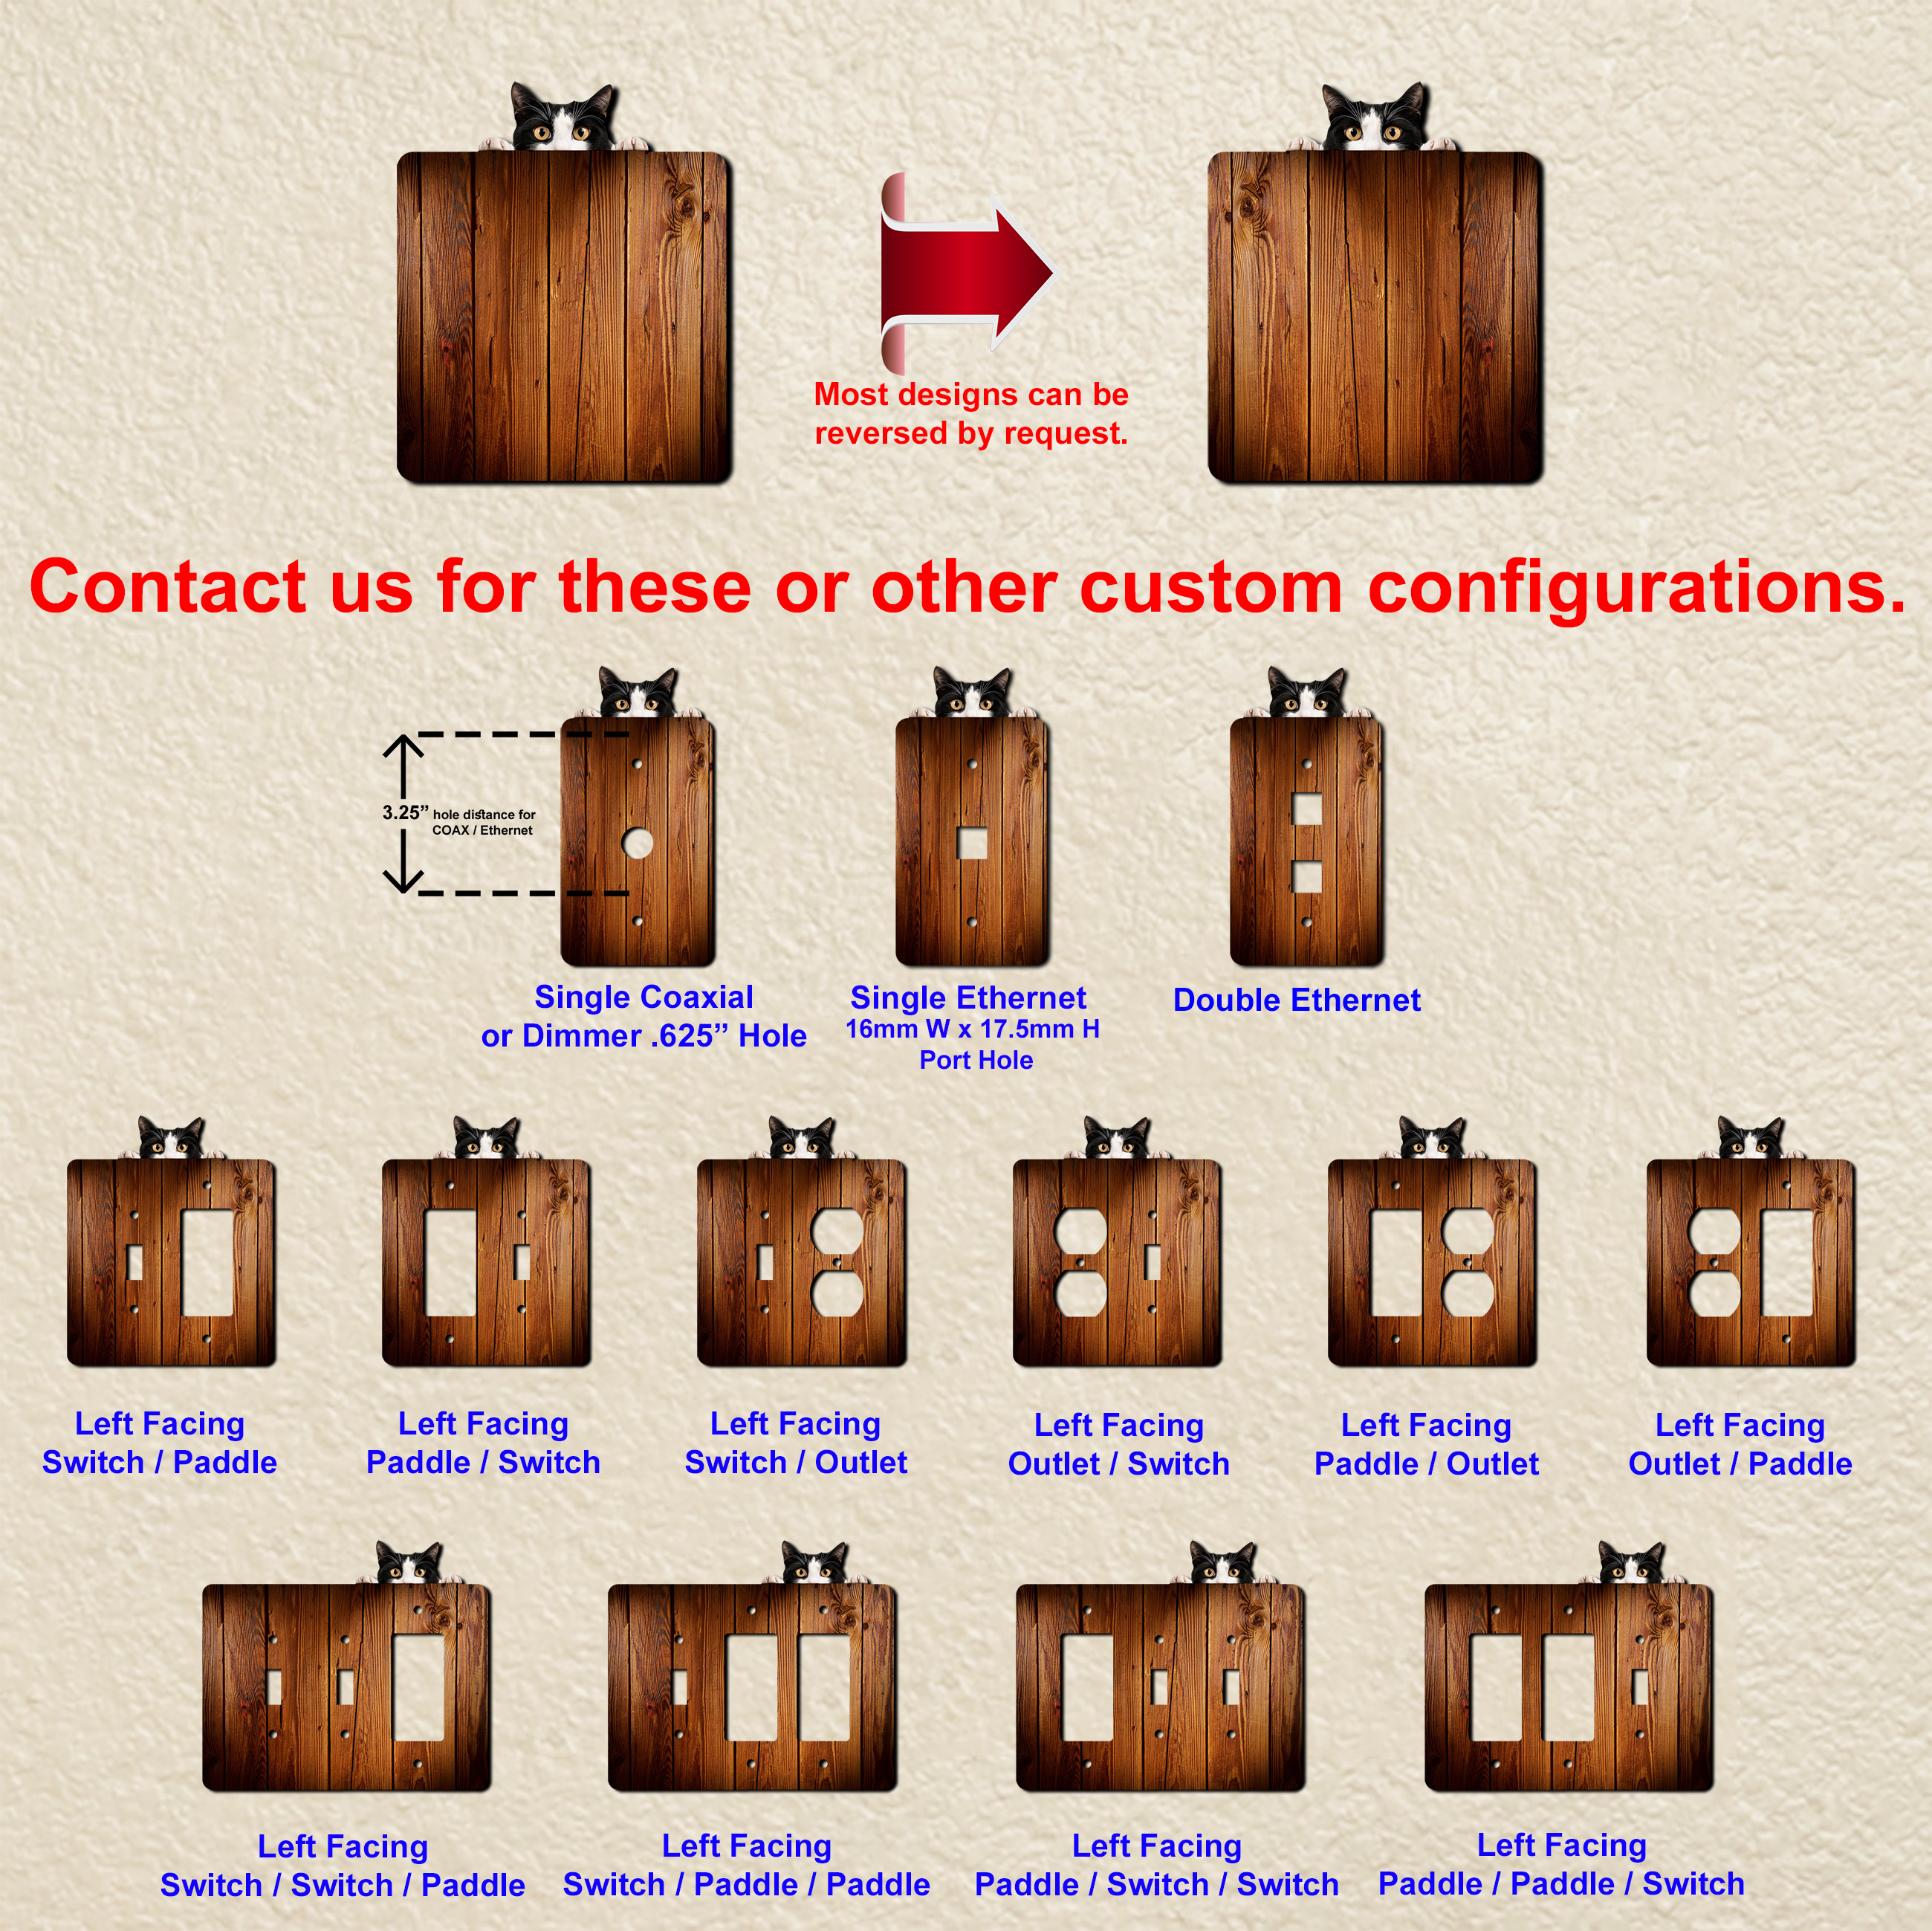 Most designs can be
reversed by request.
Contact us for these or other custom configurations.
3.25” hole distance for
COAX / Ethernet
Single Coaxial
or Dimmer .625” Hole
Single Ethernet
16mm W x 17.5mm H
Port Hole
Double Ethernet
Left Facing
Switch / Paddle
Left Facing
Paddle / Switch
Left Facing
Switch / Outlet
Left Facing
Outlet / Switch
Left Facing
Paddle / Outlet
Left Facing
Outlet / Paddle
Left Facing
Switch / Switch / Paddle
Left Facing
Switch / Paddle / Paddle
Left Facing
Paddle / Switch / Switch
Left Facing
Paddle / Paddle / Switch